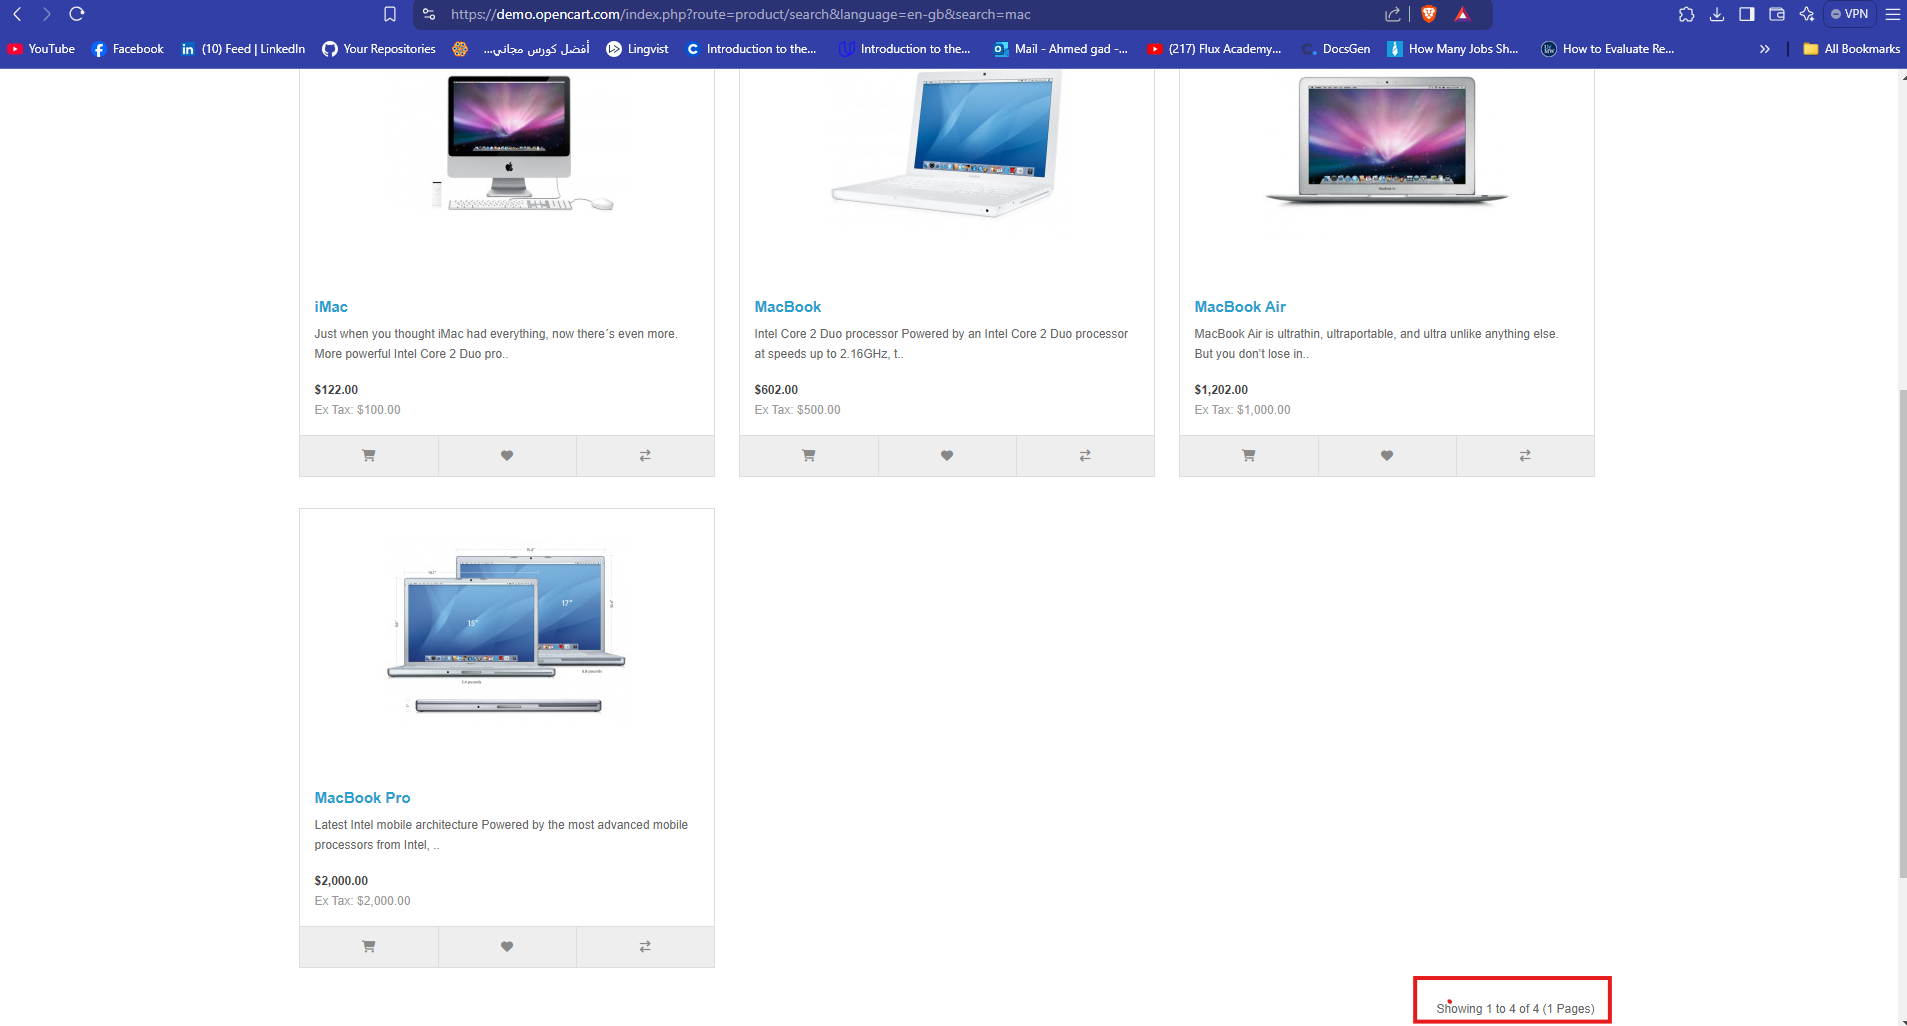 https://demo.opencart.com/index.php?route=product/search&language=en-gb&search=mac
VPN
YouTube
Facebook
(10) Feed | LinkedIn
Your Repositories
أفضل كورس مجاني...
Lingvist
Introduction to the...
Introduction to the...
Mail - Ahmed gad -...
(217) Flux Academy...
DocsGen
How Many Jobs Sh...
How to Evaluate Re...
All Bookmarks
iMac
Just when you thought iMac had everything, now there´s even more.
More powerful Intel Core 2 Duo pro..
$122.00
Ex Tax: $100.00
MacBook
Intel Core 2 Duo processor Powered by an Intel Core 2 Duo processor
at speeds up to 2.16GHz, t..
$602.00
Ex Tax: $500.00
MacBook Air
MacBook Air is ultrathin, ultraportable, and ultra unlike anything else.
But you don't lose in..
$1,202.00
Ex Tax: $1,000.00
15"
17"
MacBook Pro
Latest Intel mobile architecture Powered by the most advanced mobile
processors from Intel, ..
$2,000.00
Ex Tax: $2,000.00
Showing 1 to 4 of 4 (1 Pages)